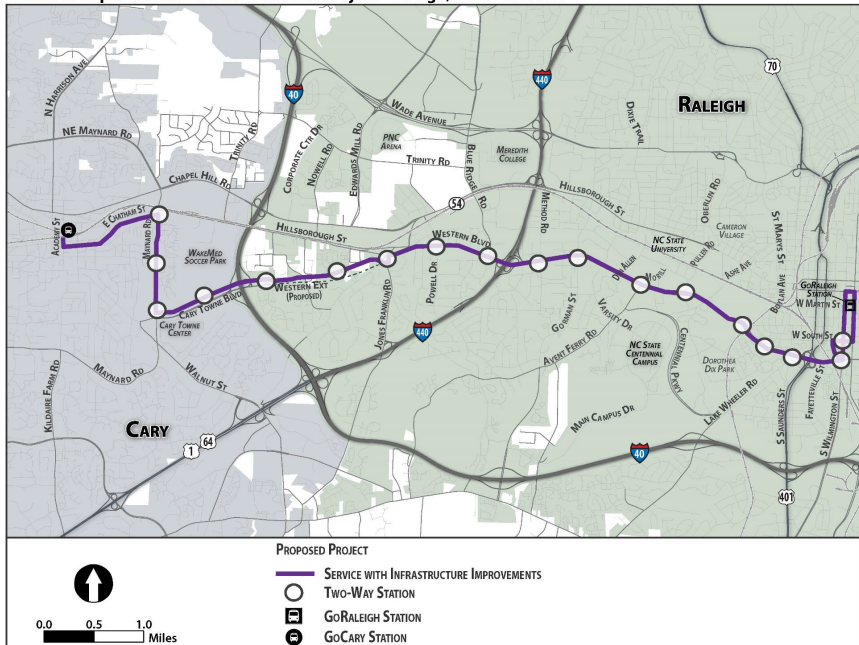 N HARRISON AVE
NE MAYNARD RD
CHAPEL HILL RD
TRINITY RD
40
CORPORATE CTR DR
NOWELL RD
EDWARDS MILL RD
WADE AVENUE
PNC
ARENA
TRINITY RD
BLUE RIDGE RD
MEREDITH
COLLEGE
440
DIXIE TRAIL
RALEIGH
70
ACADEMY ST
E CHATHAM ST
MAYNARD RD
WAKEMED
SOCCER PARK
HILLSBOROUGH ST
54
METHOD RD
HILLSBOROUGH ST
OBERLIN RD
CAMERON
VILLAGE
ST MARYS ST
NC STATE
UNIVERSITY
PULLEN RD
ASHE AVE
BOYLAN AVE
GORALEIGH
STATION
W MARTIN ST
WESTERN BLVD
DAN ALLEN
MORILL
CARY TOWNE BLVD
WESTERN EXT
(PROPOSED)
POWELL DR
JONES FRANKLIN RD
CARY TOWNE
CENTER
440
GORMAN ST
VARSITY DR
AVENT FERRY RD
NC STATE
CENTENNIAL
CAMPUS
CENTENNIAL PKWY
DOROTHEA
DIX PARK
W SOUTH ST
KILDAIRE FARM RD
MAYNARD RD
WALNUT ST
LAKE WHEELER RD
S SAUNDERS ST
FAYETTEVILLE ST
S WILMINGTON ST
MAIN CAMPUS DR
CARY
1
64
40
401
PROPOSED PROJECT
SERVICE WITH INFRASTRUCTURE IMPROVEMENTS
TWO-WAY STATION
GORALEIGH STATION
GOCARY STATION
0.0 0.5 1.0
Miles